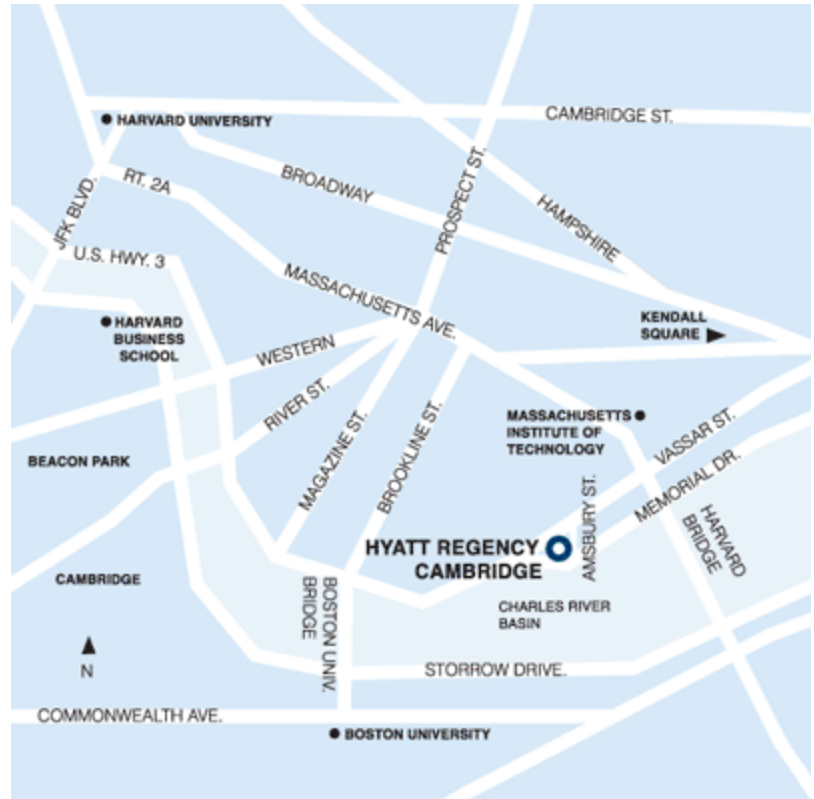 CAMBRIDGE ST.
HARVARD UNIVERSITY
RT. 2A
BROADWAY
PROSPECT ST.
HAMPSHIRE
JFK BLVD.
U.S. HWY. 3
MASSACHUSETTS AVE.
HARVARD
BUSINESS
SCHOOL
KENDALL
SQUARE
WESTERN
RIVER ST.
MAGAZINE ST.
BROOKLINE ST.
MASSACHUSETTS
INSTITUTE OF
TECHNOLOGY
VASSAR ST.
BEACON PARK
MEMORIAL DR.
AMSBURY ST.
HARVARD
BRIDGE
HYATT REGENCY
CAMBRIDGE
CAMBRIDGE
BOSTON UNIV.
BRIDGE
CHARLES RIVER
BASIN
N
STORROW DRIVE.
COMMONWEALTH AVE.
BOSTON UNIVERSITY